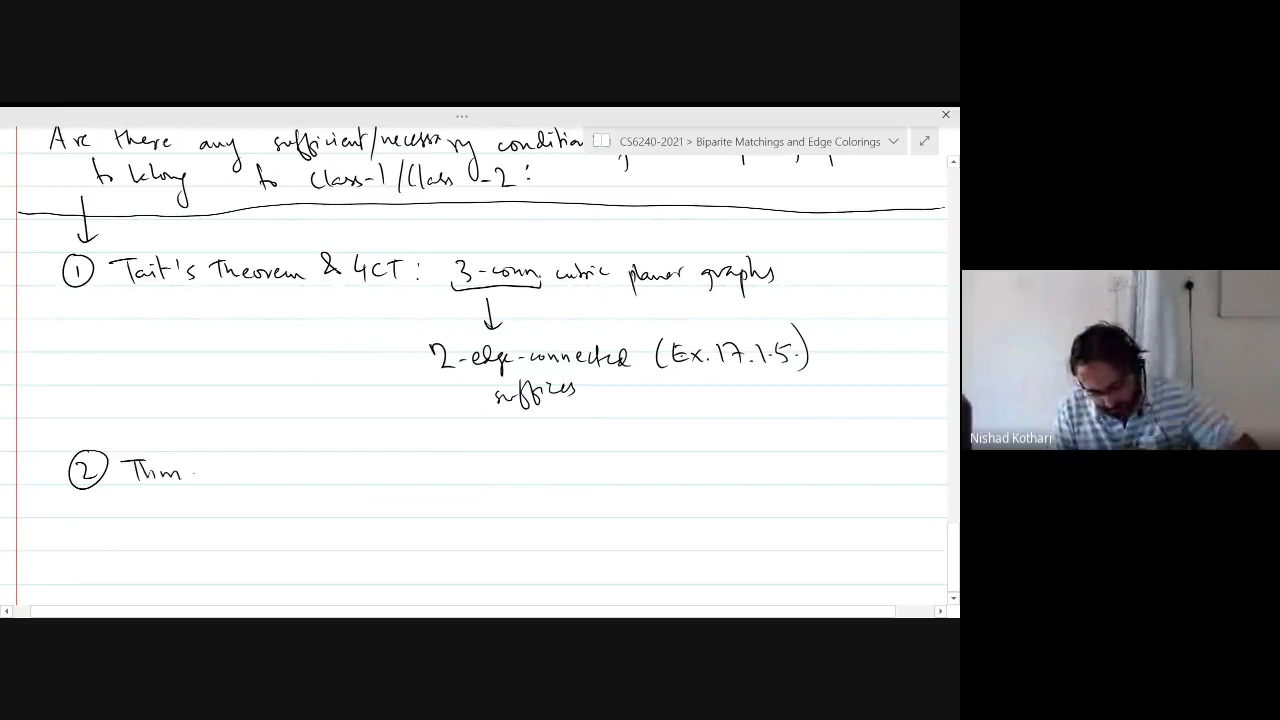 Are there any sufficient/necessary condition
CS6240-2021 > Biparite Matchings and Edge Colorings
to belong to Class-1/Class-2?
① Tait's Theorem & 4CT: 3-conn. cubic planar graphs
2-edge-connected (Ex. 17.1.5.)
suffices
② Thm.
Nishad Kothari